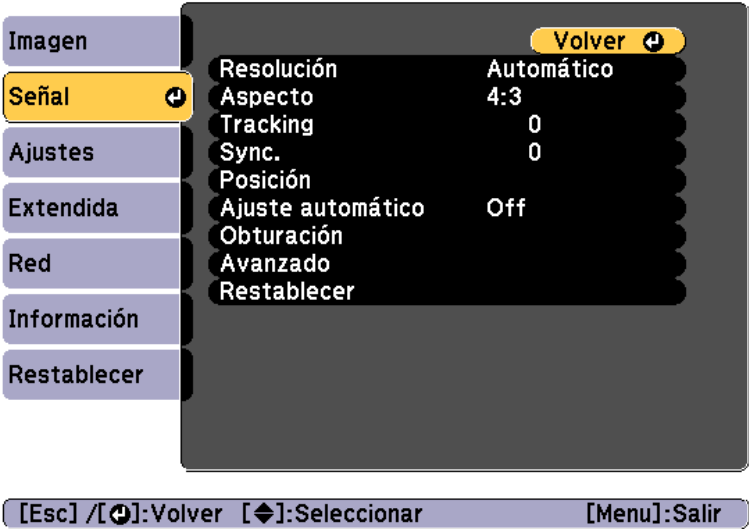 Imagen
Señal
Ajustes
Extendida
Red
Información
Restablecer
Volver
Resolución Automático
Aspecto 4:3
Tracking 0
Sync. 0
Posición
Ajuste automático Off
Obturación
Avanzado
Restablecer
[Esc] /[⏎]:Volver [◆]:Seleccionar [Menu]:Salir